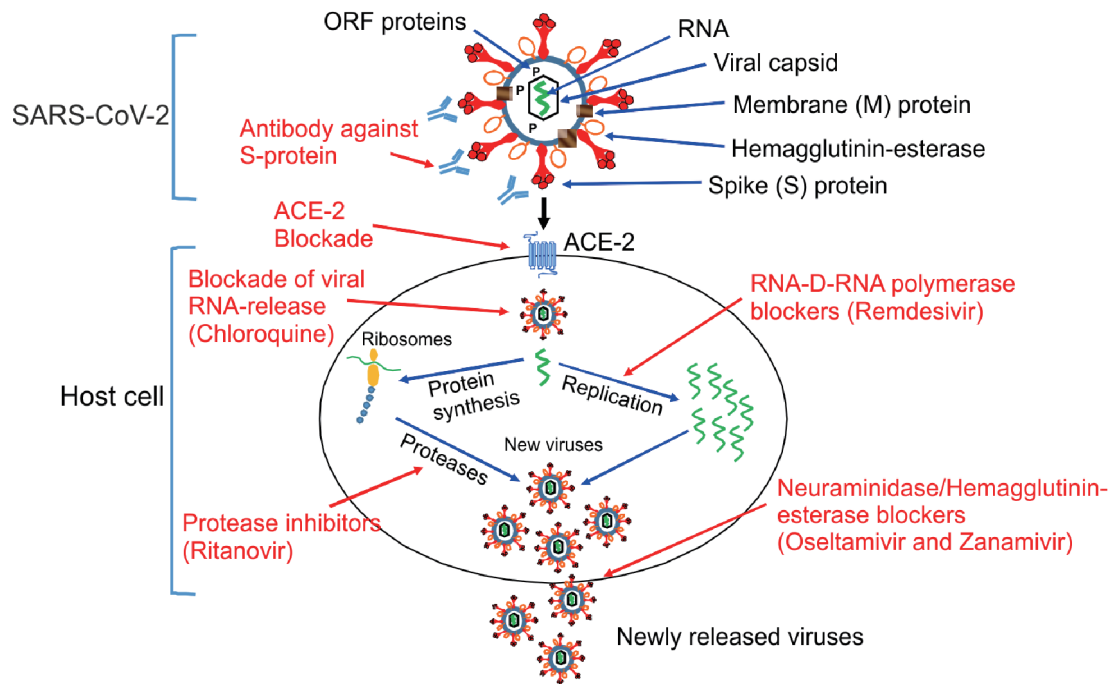 ORF proteins
RNA
Viral capsid
P
P
P
SARS-CoV-2
Membrane (M) protein
Antibody against
S-protein
Hemagglutinin-esterase
Spike (S) protein
ACE-2
Blockade
ACE-2
Blockade of viral
RNA-release
(Chloroquine)
RNA-D-RNA polymerase
blockers (Remdesivir)
Ribosomes
Host cell
Protein
synthesis
Replication
Proteases
New viruses
Protease inhibitors
(Ritanovir)
Neuraminidase/Hemagglutinin-
esterase blockers
(Oseltamivir and Zanamivir)
Newly released viruses